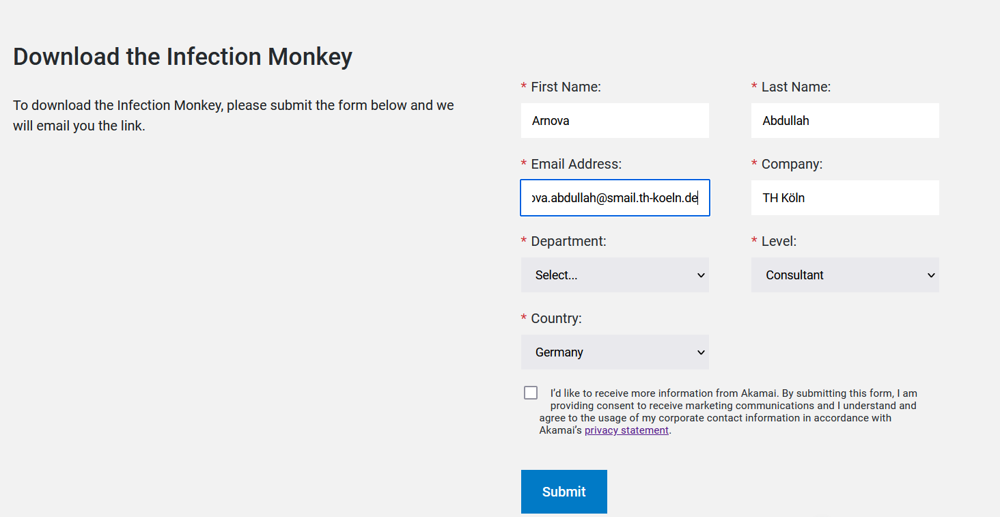 Download the Infection Monkey
To download the Infection Monkey, please submit the form below and we
will email you the link.
* First Name:
* Last Name:
Arnova
Abdullah
* Email Address:
* Company:
ova.abdullah@smail.th-koeln.de
TH Köln
* Department:
* Level:
Select...
Consultant
* Country:
Germany
I’d like to receive more information from Akamai. By submitting this form, I am
providing consent to receive marketing communications and I understand and
agree to the usage of my corporate contact information in accordance with
Akamai’s privacy statement.
Submit